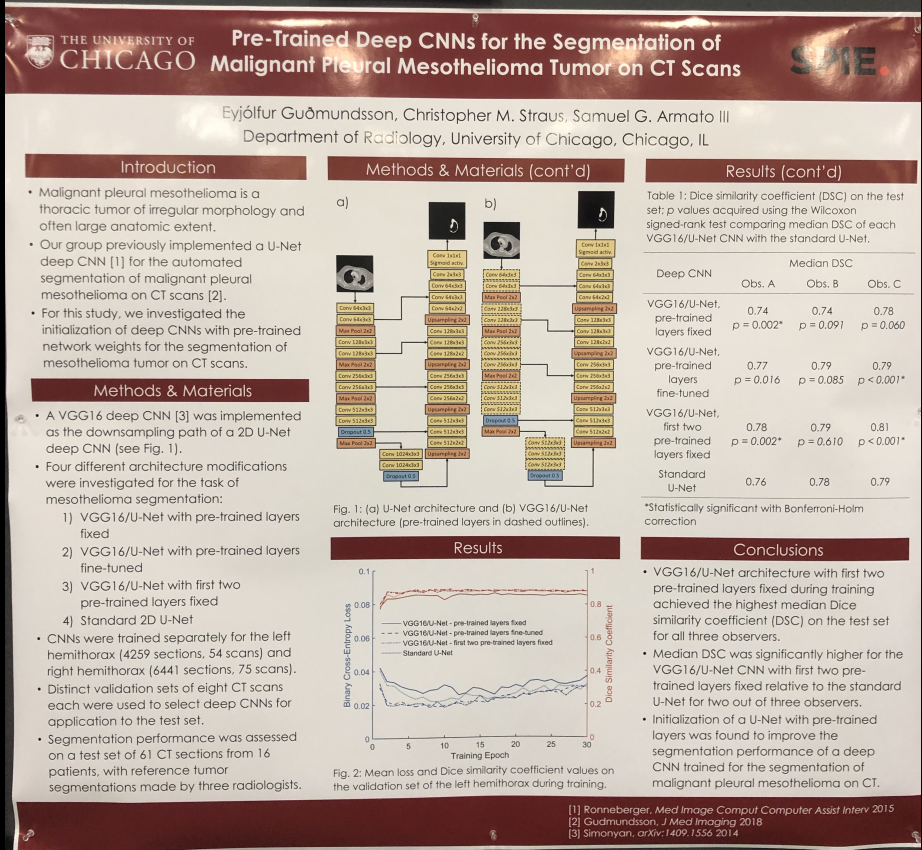 THE UNIVERSITY OF
CHICAGO
Pre-Trained Deep CNNs for the Segmentation of
Malignant Pleural Mesothelioma Tumor on CT Scans
SPIE.
Eyjólfur Guðmundsson, Christopher M. Straus, Samuel G. Armato III
Department of Radiology, University of Chicago, Chicago, IL
Introduction
• Malignant pleural mesothelioma is a
thoracic tumor of irregular morphology and
often large anatomic extent.
• Our group previously implemented a U-Net
deep CNN [1] for the automated
segmentation of malignant pleural
mesothelioma on CT scans [2].
• For this study, we investigated the
initialization of deep CNNs with pre-trained
network weights for the segmentation of
mesothelioma tumor on CT scans.
Methods & Materials
• A VGG16 deep CNN [3] was implemented
as the downsampling path of a 2D U-Net
deep CNN (see Fig. 1).
• Four different architecture modifications
were investigated for the task of
mesothelioma segmentation:
1) VGG16/U-Net with pre-trained layers
fixed
2) VGG16/U-Net with pre-trained layers
fine-tuned
3) VGG16/U-Net with first two
pre-trained layers fixed
4) Standard 2D U-Net
• CNNs were trained separately for the left
hemithorax (4259 sections, 54 scans) and
right hemithorax (6441 sections, 75 scans).
• Distinct validation sets of eight CT scans
each were used to select deep CNNs for
application to the test set.
• Segmentation performance was assessed
on a test set of 61 CT sections from 16
patients, with reference tumor
segmentations made by three radiologists.
Methods & Materials (cont'd)
a)
Conv 64x3x3
Conv 64x3x3
Max Pool 2x2
Conv 128x3x3
Conv 128x3x3
Max Pool 2x2
Conv 256x3x3
Conv 256x3x3
Max Pool 2x2
Conv 512x3x3
Conv 512x3x3
Dropout 0.5
Max Pool 2x2
Conv 1024x3x3
Conv 1024x3x3
Dropout 0.5
Conv 1x1x1
Sigmoid activ.
Conv 2x3x3
Conv 64x3x3
Conv 64x3x3
Conv 64x2x2
Upsampling 2x2
Conv 128x3x3
Conv 128x3x3
Conv 128x2x2
Upsampling 2x2
Conv 256x3x3
Conv 256x3x3
Conv 256x2x2
Upsampling 2x2
Conv 512x3x3
Conv 512x3x3
Conv 512x2x2
Upsampling 2x2
b)
Conv 64x3x3
Conv 64x3x3
Max Pool 2x2
Conv 128x3x3
Conv 128x3x3
Max Pool 2x2
Conv 256x3x3
Conv 256x3x3
Conv 256x3x3
Max Pool 2x2
Conv 512x3x3
Conv 512x3x3
Conv 512x3x3
Dropout 0.5
Max Pool 2x2
Conv 512x3x3
Conv 512x3x3
Conv 512x3x3
Dropout 0.5
Conv 1x1x1
Sigmoid activ.
Conv 2x3x3
Conv 64x3x3
Conv 64x3x3
Conv 64x2x2
Upsampling 2x2
Conv 128x3x3
Conv 128x3x3
Conv 128x2x2
Upsampling 2x2
Conv 256x3x3
Conv 256x3x3
Conv 256x2x2
Upsampling 2x2
Conv 512x3x3
Conv 512x3x3
Conv 512x2x2
Upsampling 2x2
Fig. 1: (a) U-Net architecture and (b) VGG16/U-Net
architecture (pre-trained layers in dashed outlines).
Results
0.1
0.08
0.06
0.04
0.02
0
Binary Cross-Entropy Loss
VGG16/U-Net - pre-trained layers fixed
VGG16/U-Net - pre-trained layers fine-tuned
VGG16/U-Net - first two pre-trained layers fixed
Standard U-Net
1
0.8
0.6
0.4
0.2
0
Dice Similarity Coefficient
0 5 10 15 20 25 30
Training Epoch
Fig. 2: Mean loss and Dice similarity coefficient values on
the validation set of the left hemithorax during training.
Results (cont'd)
Table 1: Dice similarity coefficient (DSC) on the test
set; p values acquired using the Wilcoxon
signed-rank test comparing median DSC of each
VGG16/U-Net CNN with the standard U-Net.
Deep CNN Median DSC
Obs. A Obs. B Obs. C
VGG16/U-Net,
pre-trained
layers fixed
0.74 0.74 0.78
p = 0.002* p = 0.091 p = 0.060
VGG16/U-Net,
pre-trained
layers
fine-tuned
0.77 0.79 0.79
p = 0.016 p = 0.085 p < 0.001*
VGG16/U-Net,
first two
pre-trained
layers fixed
0.78 0.79 0.81
p = 0.002* p = 0.610 p < 0.001*
Standard
U-Net
0.76 0.78 0.79
*Statistically significant with Bonferroni-Holm
correction
Conclusions
• VGG16/U-Net architecture with first two
pre-trained layers fixed during training
achieved the highest median Dice
similarity coefficient (DSC) on the test set
for all three observers.
• Median DSC was significantly higher for the
VGG16/U-Net CNN with first two pre-
trained layers fixed relative to the standard
U-Net for two out of three observers.
• Initialization of a U-Net with pre-trained
layers was found to improve the
segmentation performance of a deep
CNN trained for the segmentation of
malignant pleural mesothelioma on CT.
[1] Ronneberger, Med Image Comput Computer Assist Interv 2015
[2] Gudmundsson, J Med Imaging 2018
[3] Simonyan, arXiv:1409.1556 2014